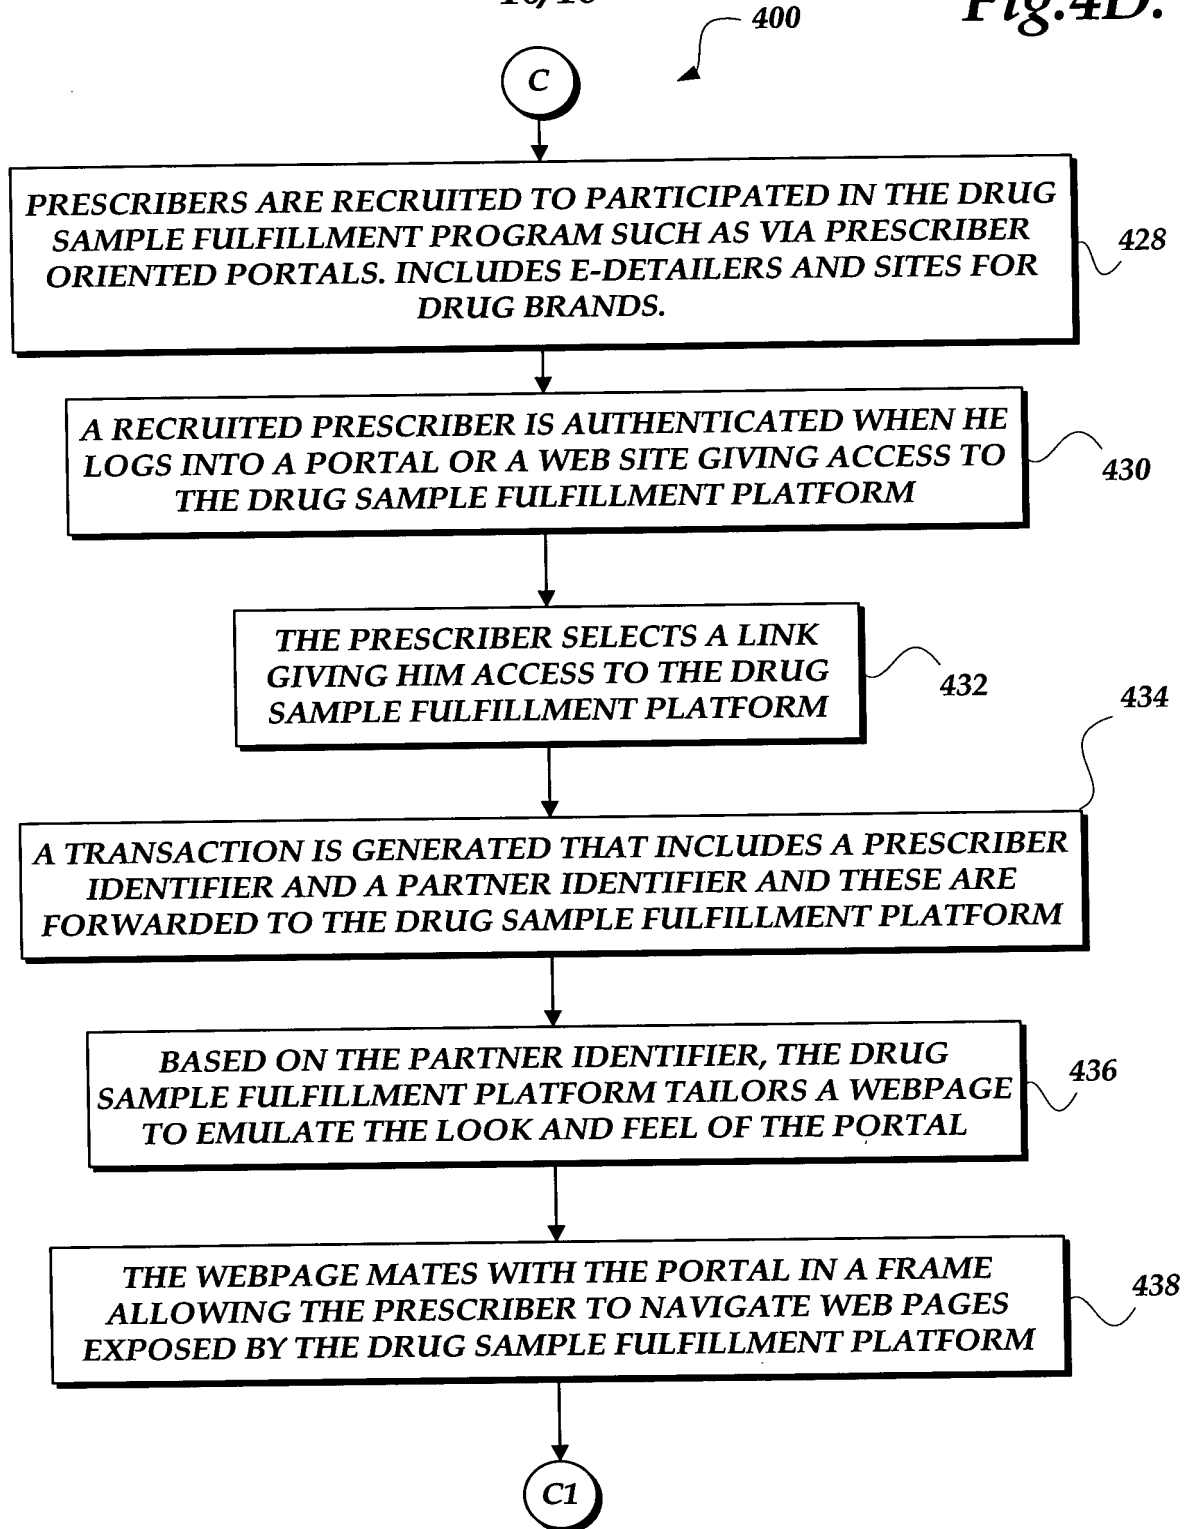 Fig.4D.
400
C
PRESCRIBERS ARE RECRUITED TO PARTICIPATED IN THE DRUG
SAMPLE FULFILLMENT PROGRAM SUCH AS VIA PRESCRIBER
ORIENTED PORTALS. INCLUDES E-DETAILERS AND SITES FOR
DRUG BRANDS.
428
A RECRUITED PRESCRIBER IS AUTHENTICATED WHEN HE
LOGS INTO A PORTAL OR A WEB SITE GIVING ACCESS TO
THE DRUG SAMPLE FULFILLMENT PLATFORM
430
THE PRESCRIBER SELECTS A LINK
GIVING HIM ACCESS TO THE DRUG
SAMPLE FULFILLMENT PLATFORM
432
434
A TRANSACTION IS GENERATED THAT INCLUDES A PRESCRIBER
IDENTIFIER AND A PARTNER IDENTIFIER AND THESE ARE
FORWARDED TO THE DRUG SAMPLE FULFILLMENT PLATFORM
BASED ON THE PARTNER IDENTIFIER, THE DRUG
SAMPLE FULFILLMENT PLATFORM TAILORS A WEBPAGE
TO EMULATE THE LOOK AND FEEL OF THE PORTAL
436
THE WEBPAGE MATES WITH THE PORTAL IN A FRAME
ALLOWING THE PRESCRIBER TO NAVIGATE WEB PAGES
EXPOSED BY THE DRUG SAMPLE FULFILLMENT PLATFORM
438
C1